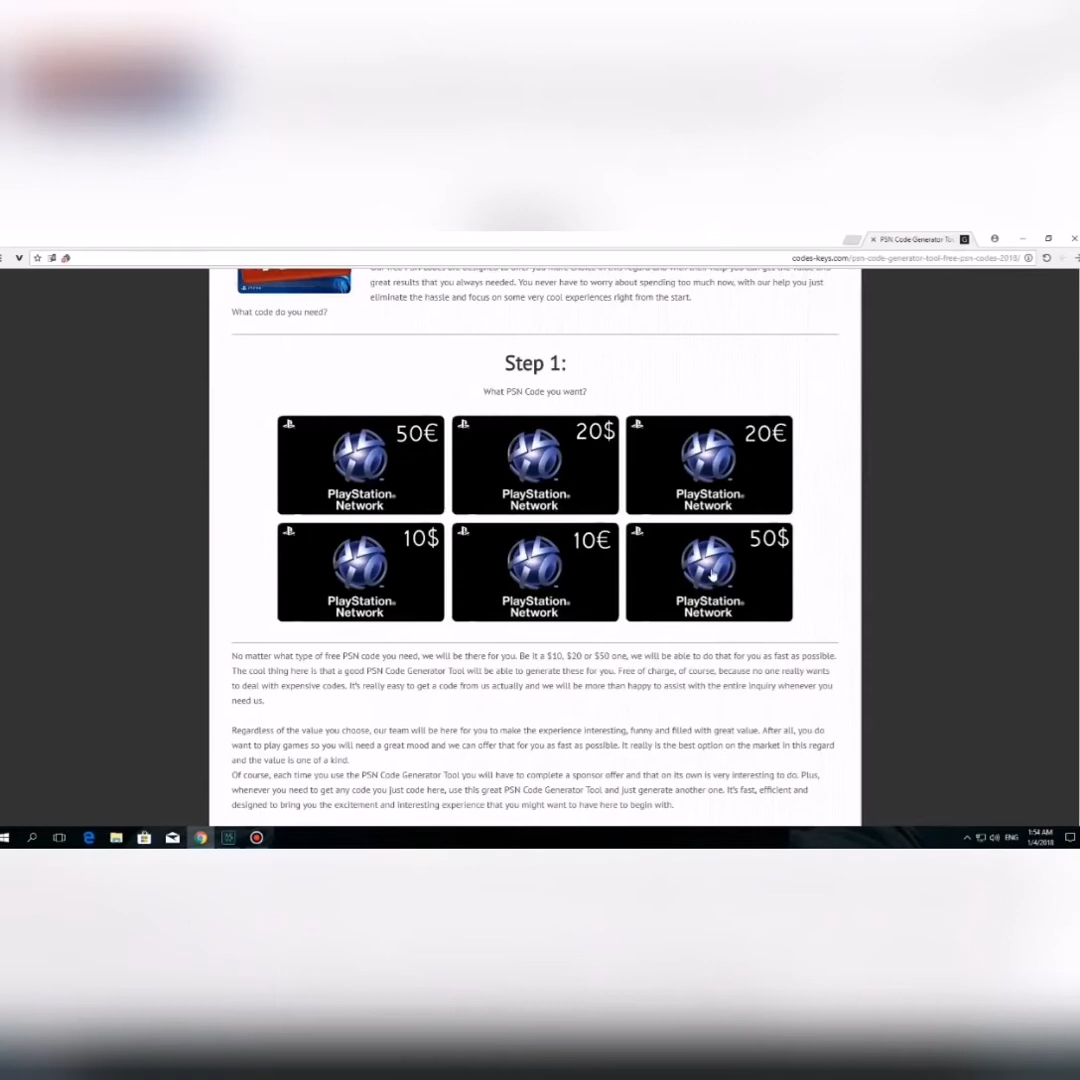 PSN Code Generator Too
codes-keys.com/psn-code-generator-tool-free-psn-codes-2018/
great results that you always needed. You never have to worry about spending too much now, with our help you just
eliminate the hassle and focus on some very cool experiences right from the start.
What code do you need?
Step 1:
What PSN Code you want?
50€
PlayStation®
Network
20$
PlayStation®
Network
20€
PlayStation®
Network
10$
PlayStation®
Network
10€
PlayStation®
Network
50$
PlayStation®
Network
No matter what type of free PSN code you need, we will be there for you. Be it a $10, $20 or $50 one, we will be able to do that for you as fast as possible.
The cool thing here is that a good PSN Code Generator Tool will be able to generate these for you. Free of charge, of course, because no one really wants
to deal with expensive codes. It's really easy to get a code from us actually and we will be more than happy to assist with the entire inquiry whenever you
need us.
Regardless of the value you choose, our team will be here for you to make the experience interesting, funny and filled with great value. After all, you do
want to play games so you will need a great mood and we can offer that for you as fast as possible. It really is the best option on the market in this regard
and the value is one of a kind.
Of course, each time you use the PSN Code Generator Tool you will have to complete a sponsor offer and that on its own is very interesting to do. Plus,
whenever you need to get any code you just code here, use this great PSN Code Generator Tool and just generate another one. It's fast, efficient and
designed to bring you the excitement and interesting experience that you might want to have here to begin with.
ENG
1:54 AM
1/4/2018